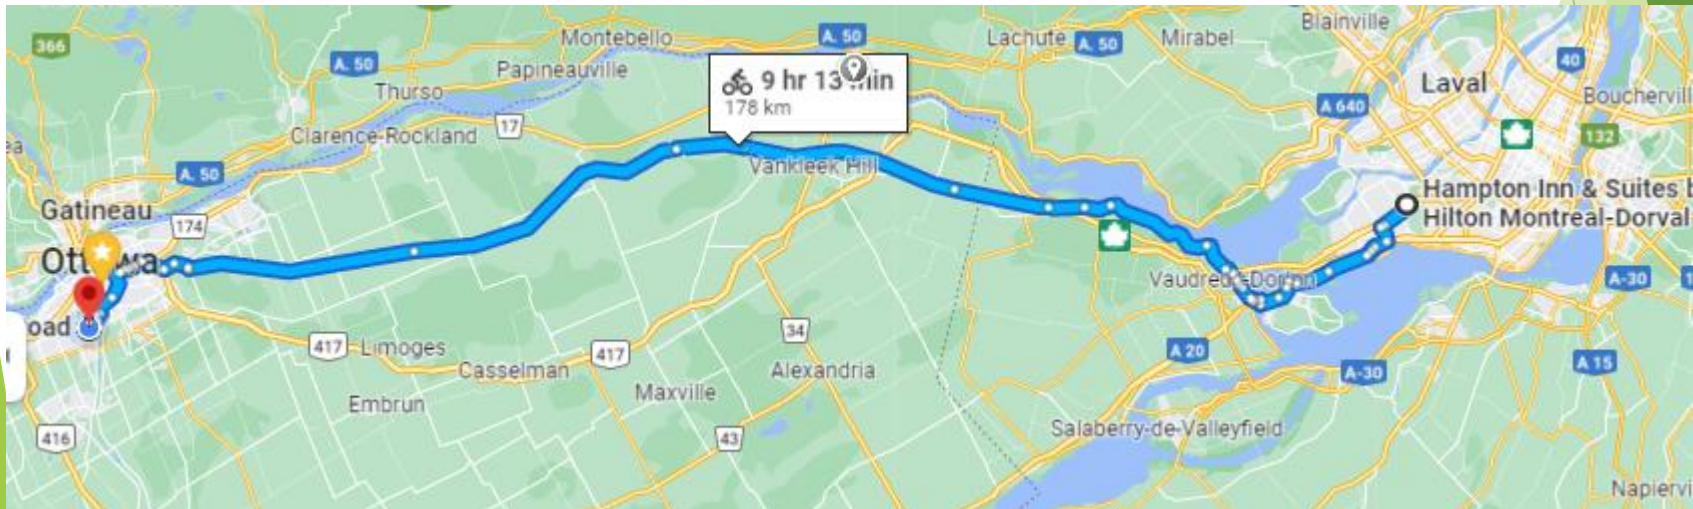 366
A. 50
Montebello
A. 50
Lachute
A. 50
Mirabel
Blainville
40
Papineauville
9 hr 13 min
178 km
Thurso
Laval
A 640
Bouchervil
Clarence-Rockland
17
132
A. 50
Vankleek Hill
Gatineau
174
Hampton Inn & Suites b
Hilton Montreal-Dorval
Ottawa
Vaudreuil-Dorion
A-30
oad
417
Limoges
417
34
A 20
Casselman
Alexandria
A-30
A 15
Embrun
Maxville
416
43
Salaberry-de-Valleyfield
Napiervi